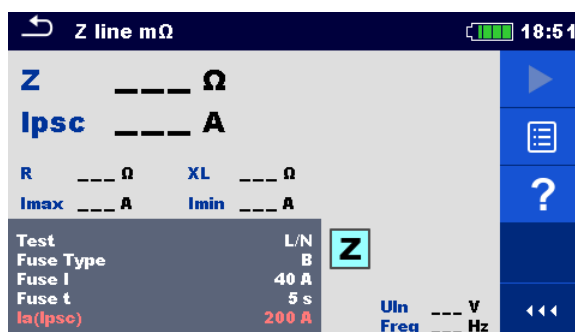 Z line mΩ 18:51
Z ___ Ω
Ipsc ___ A
R ___ Ω XL ___ Ω
Imax ___ A Imin ___ A
?
Test L/N
Fuse Type B
Fuse I 40 A
Fuse t 5 s
Ia(Ipsc) 200 A
Z
Uln ___ V
Freq ___ Hz